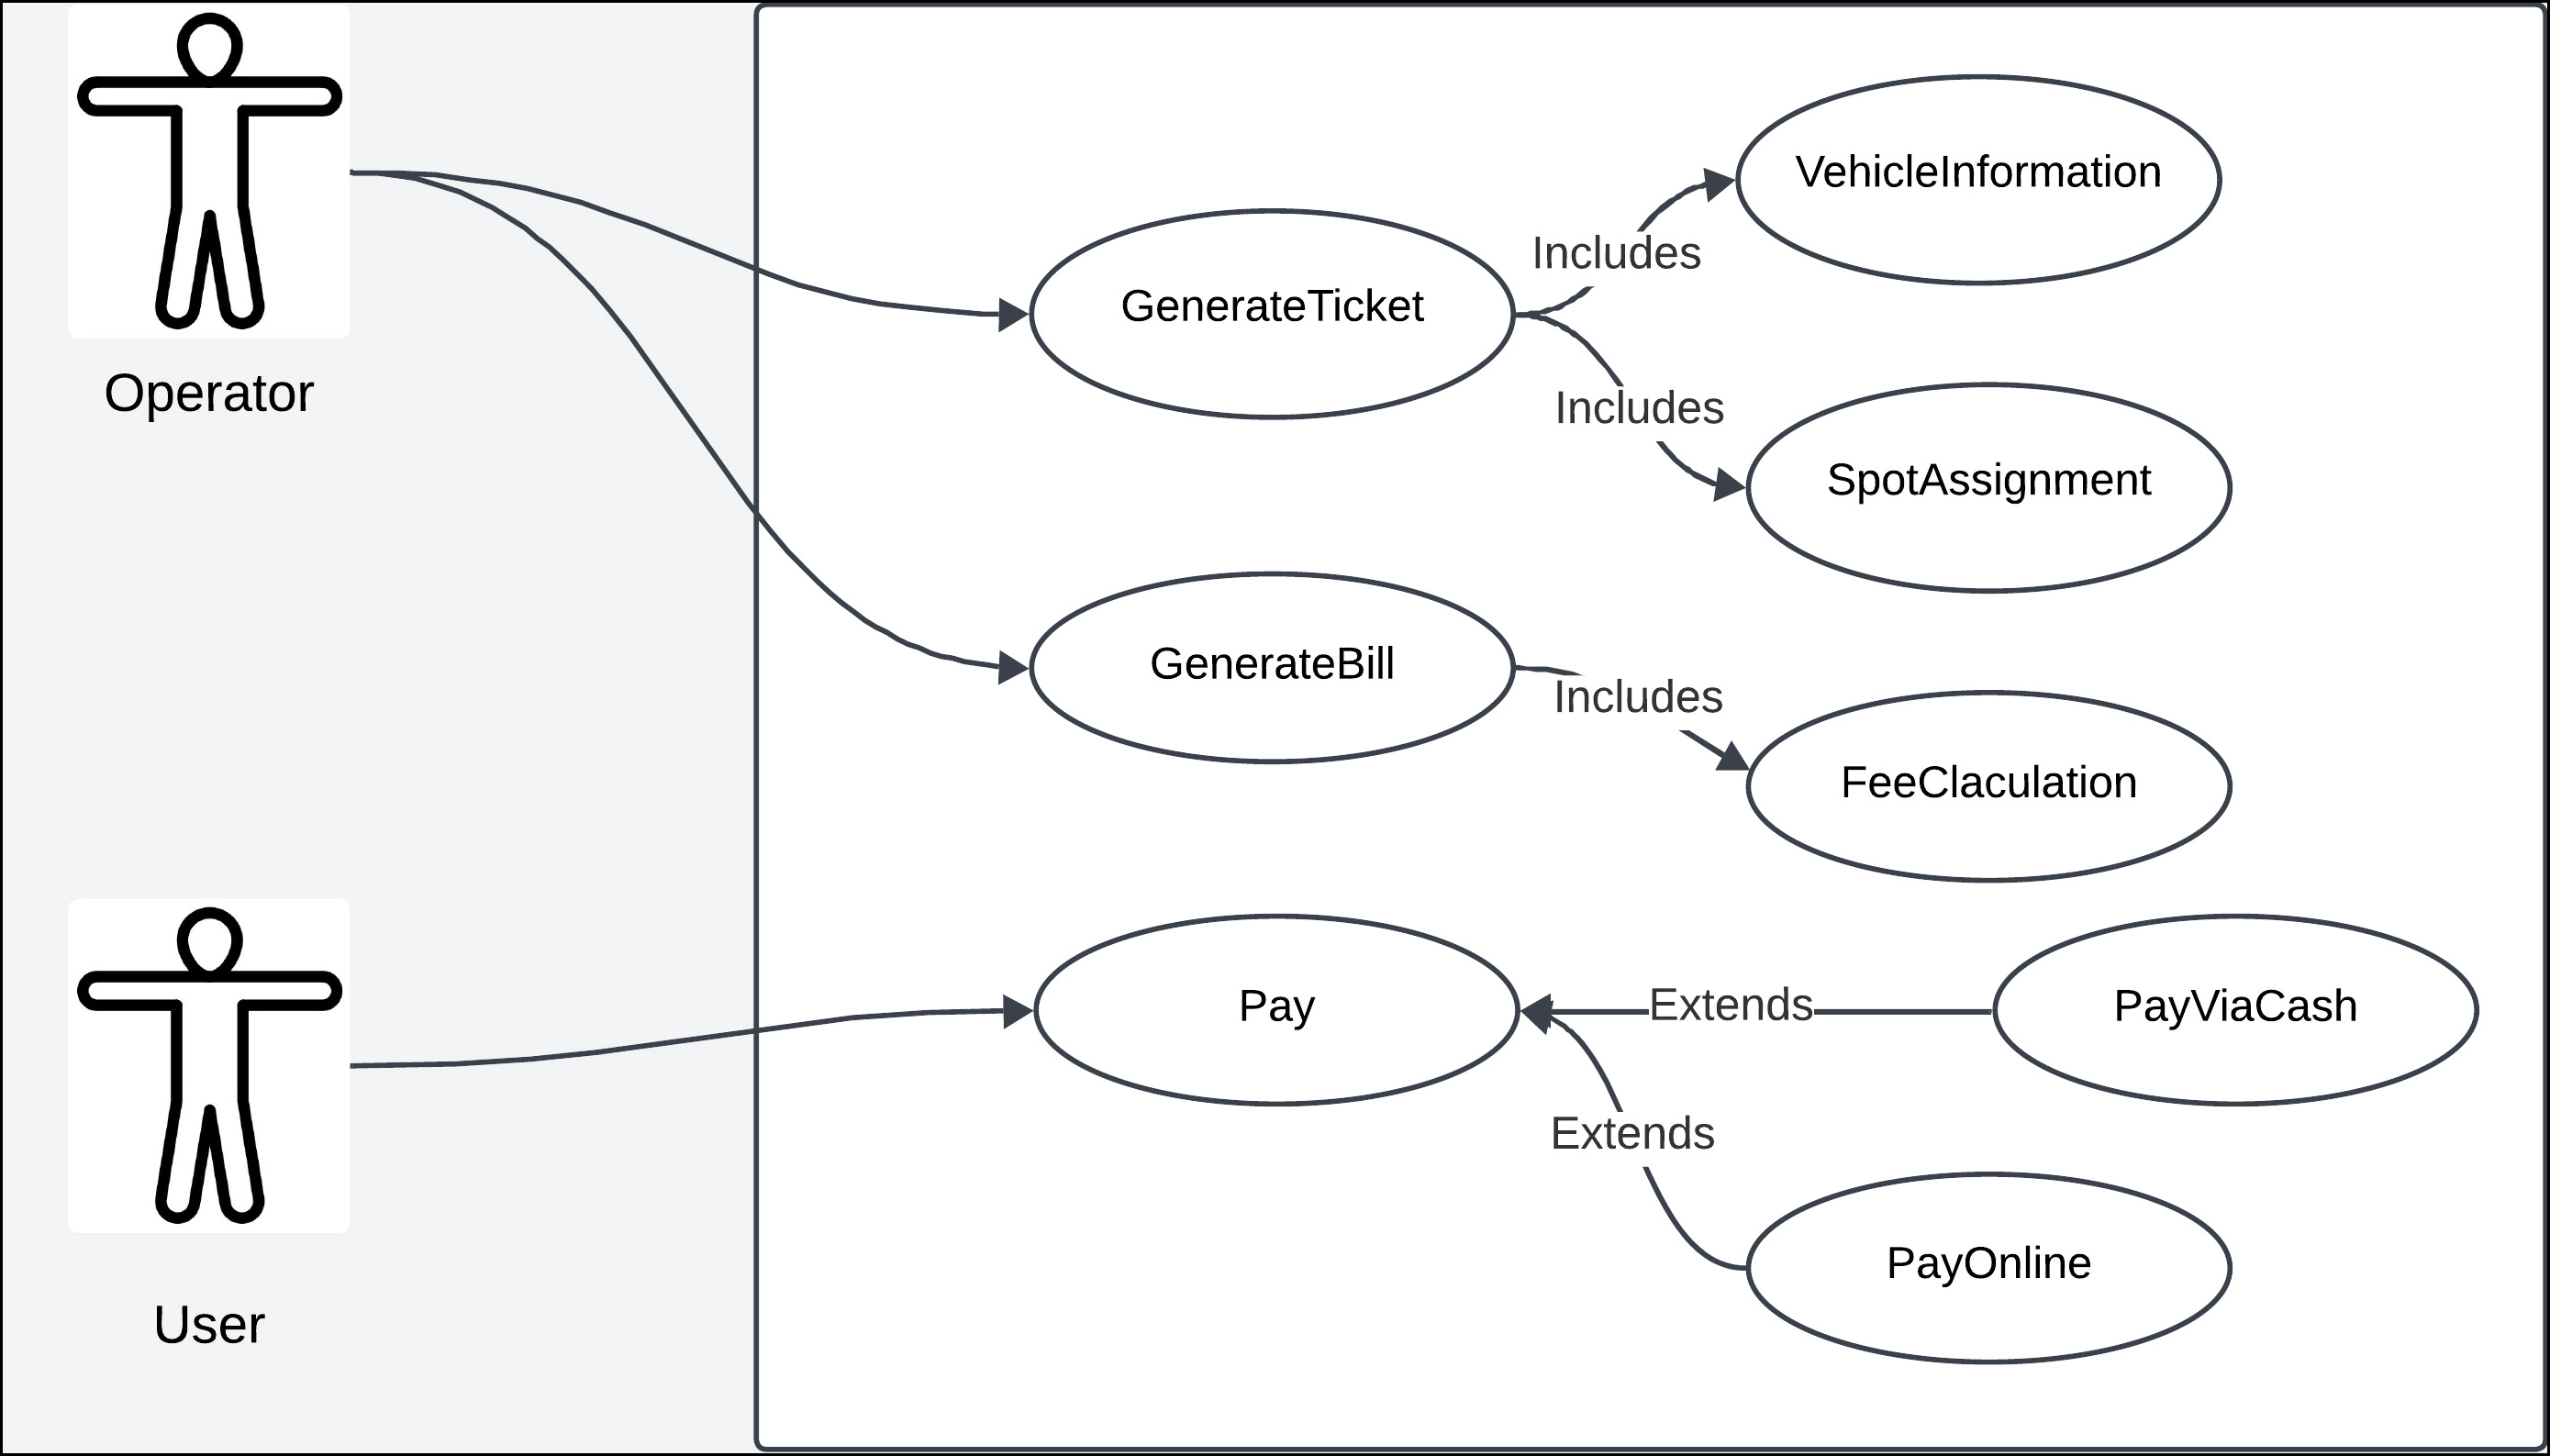 Operator
GenerateTicket
Includes
VehicleInformation
Includes
SpotAssignment
GenerateBill
Includes
FeeClaculation
User
Pay
Extends
PayViaCash
Extends
PayOnline